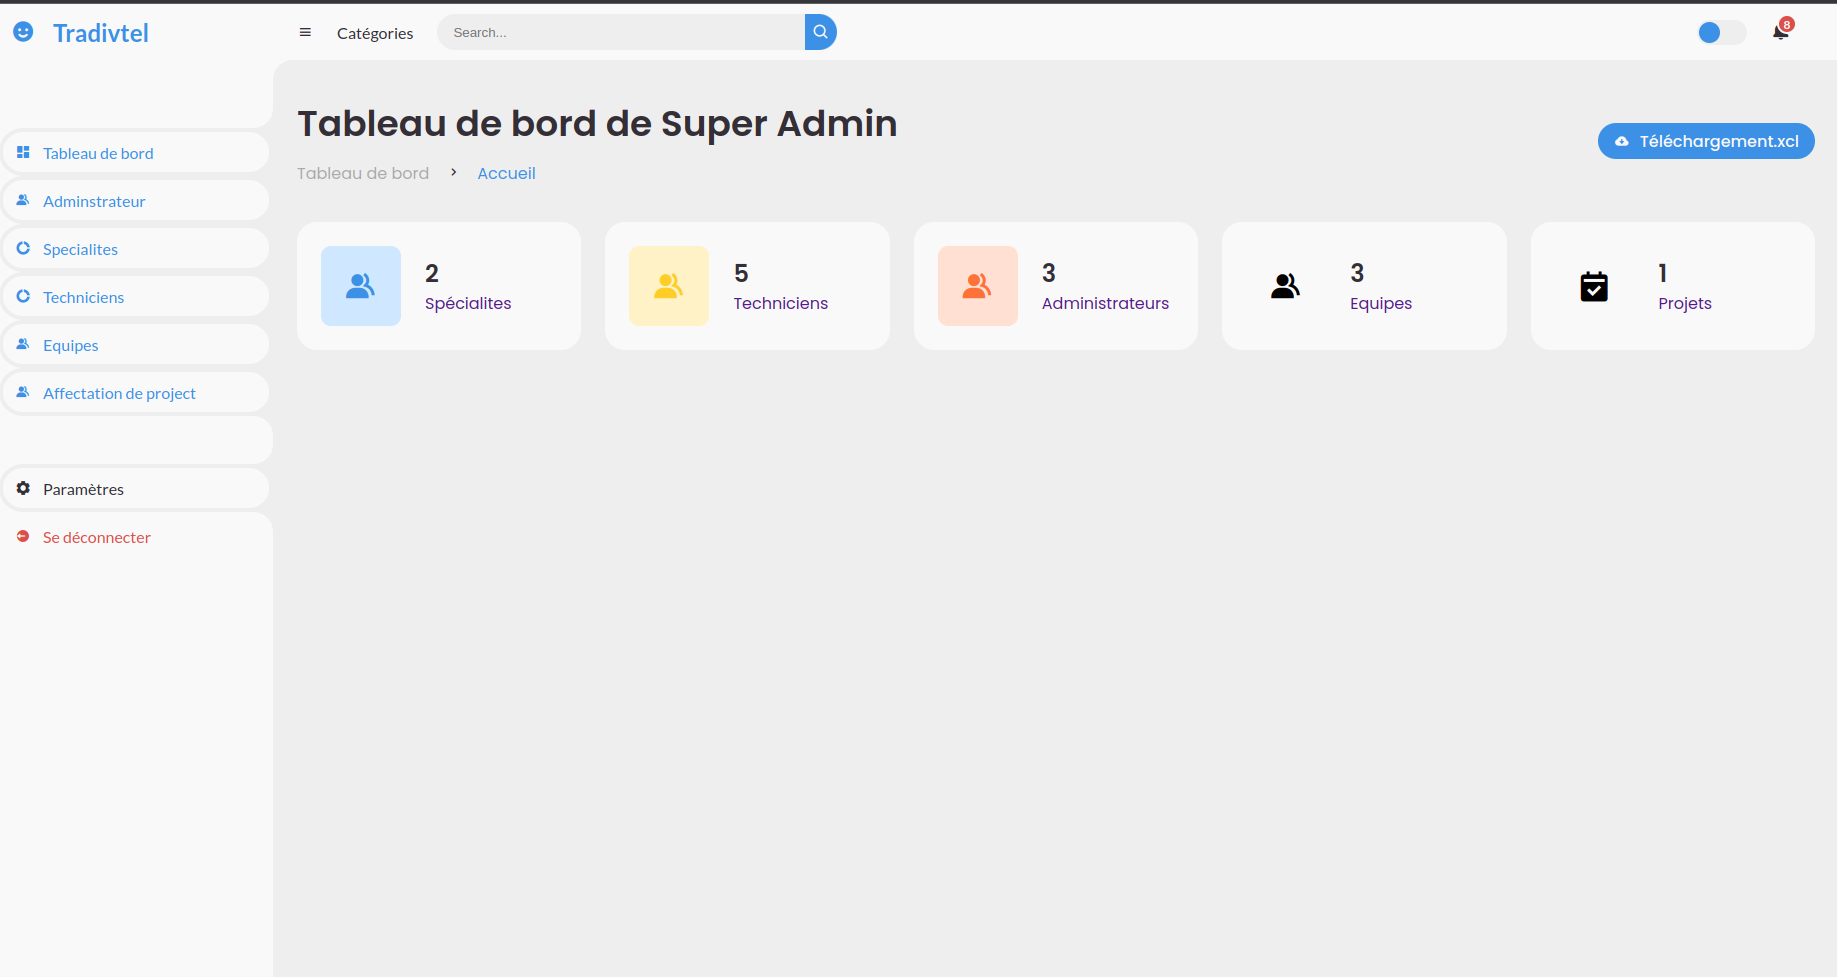 Tradivtel
Catégories
Search...
8
Tableau de bord
Adminstrateur
Specialites
Techniciens
Equipes
Affectation de project
Paramètres
Se déconnecter
Tableau de bord de Super Admin
Tableau de bord > Accueil
Téléchargement.xcl
2
Spécialites
5
Techniciens
3
Administrateurs
3
Equipes
1
Projets